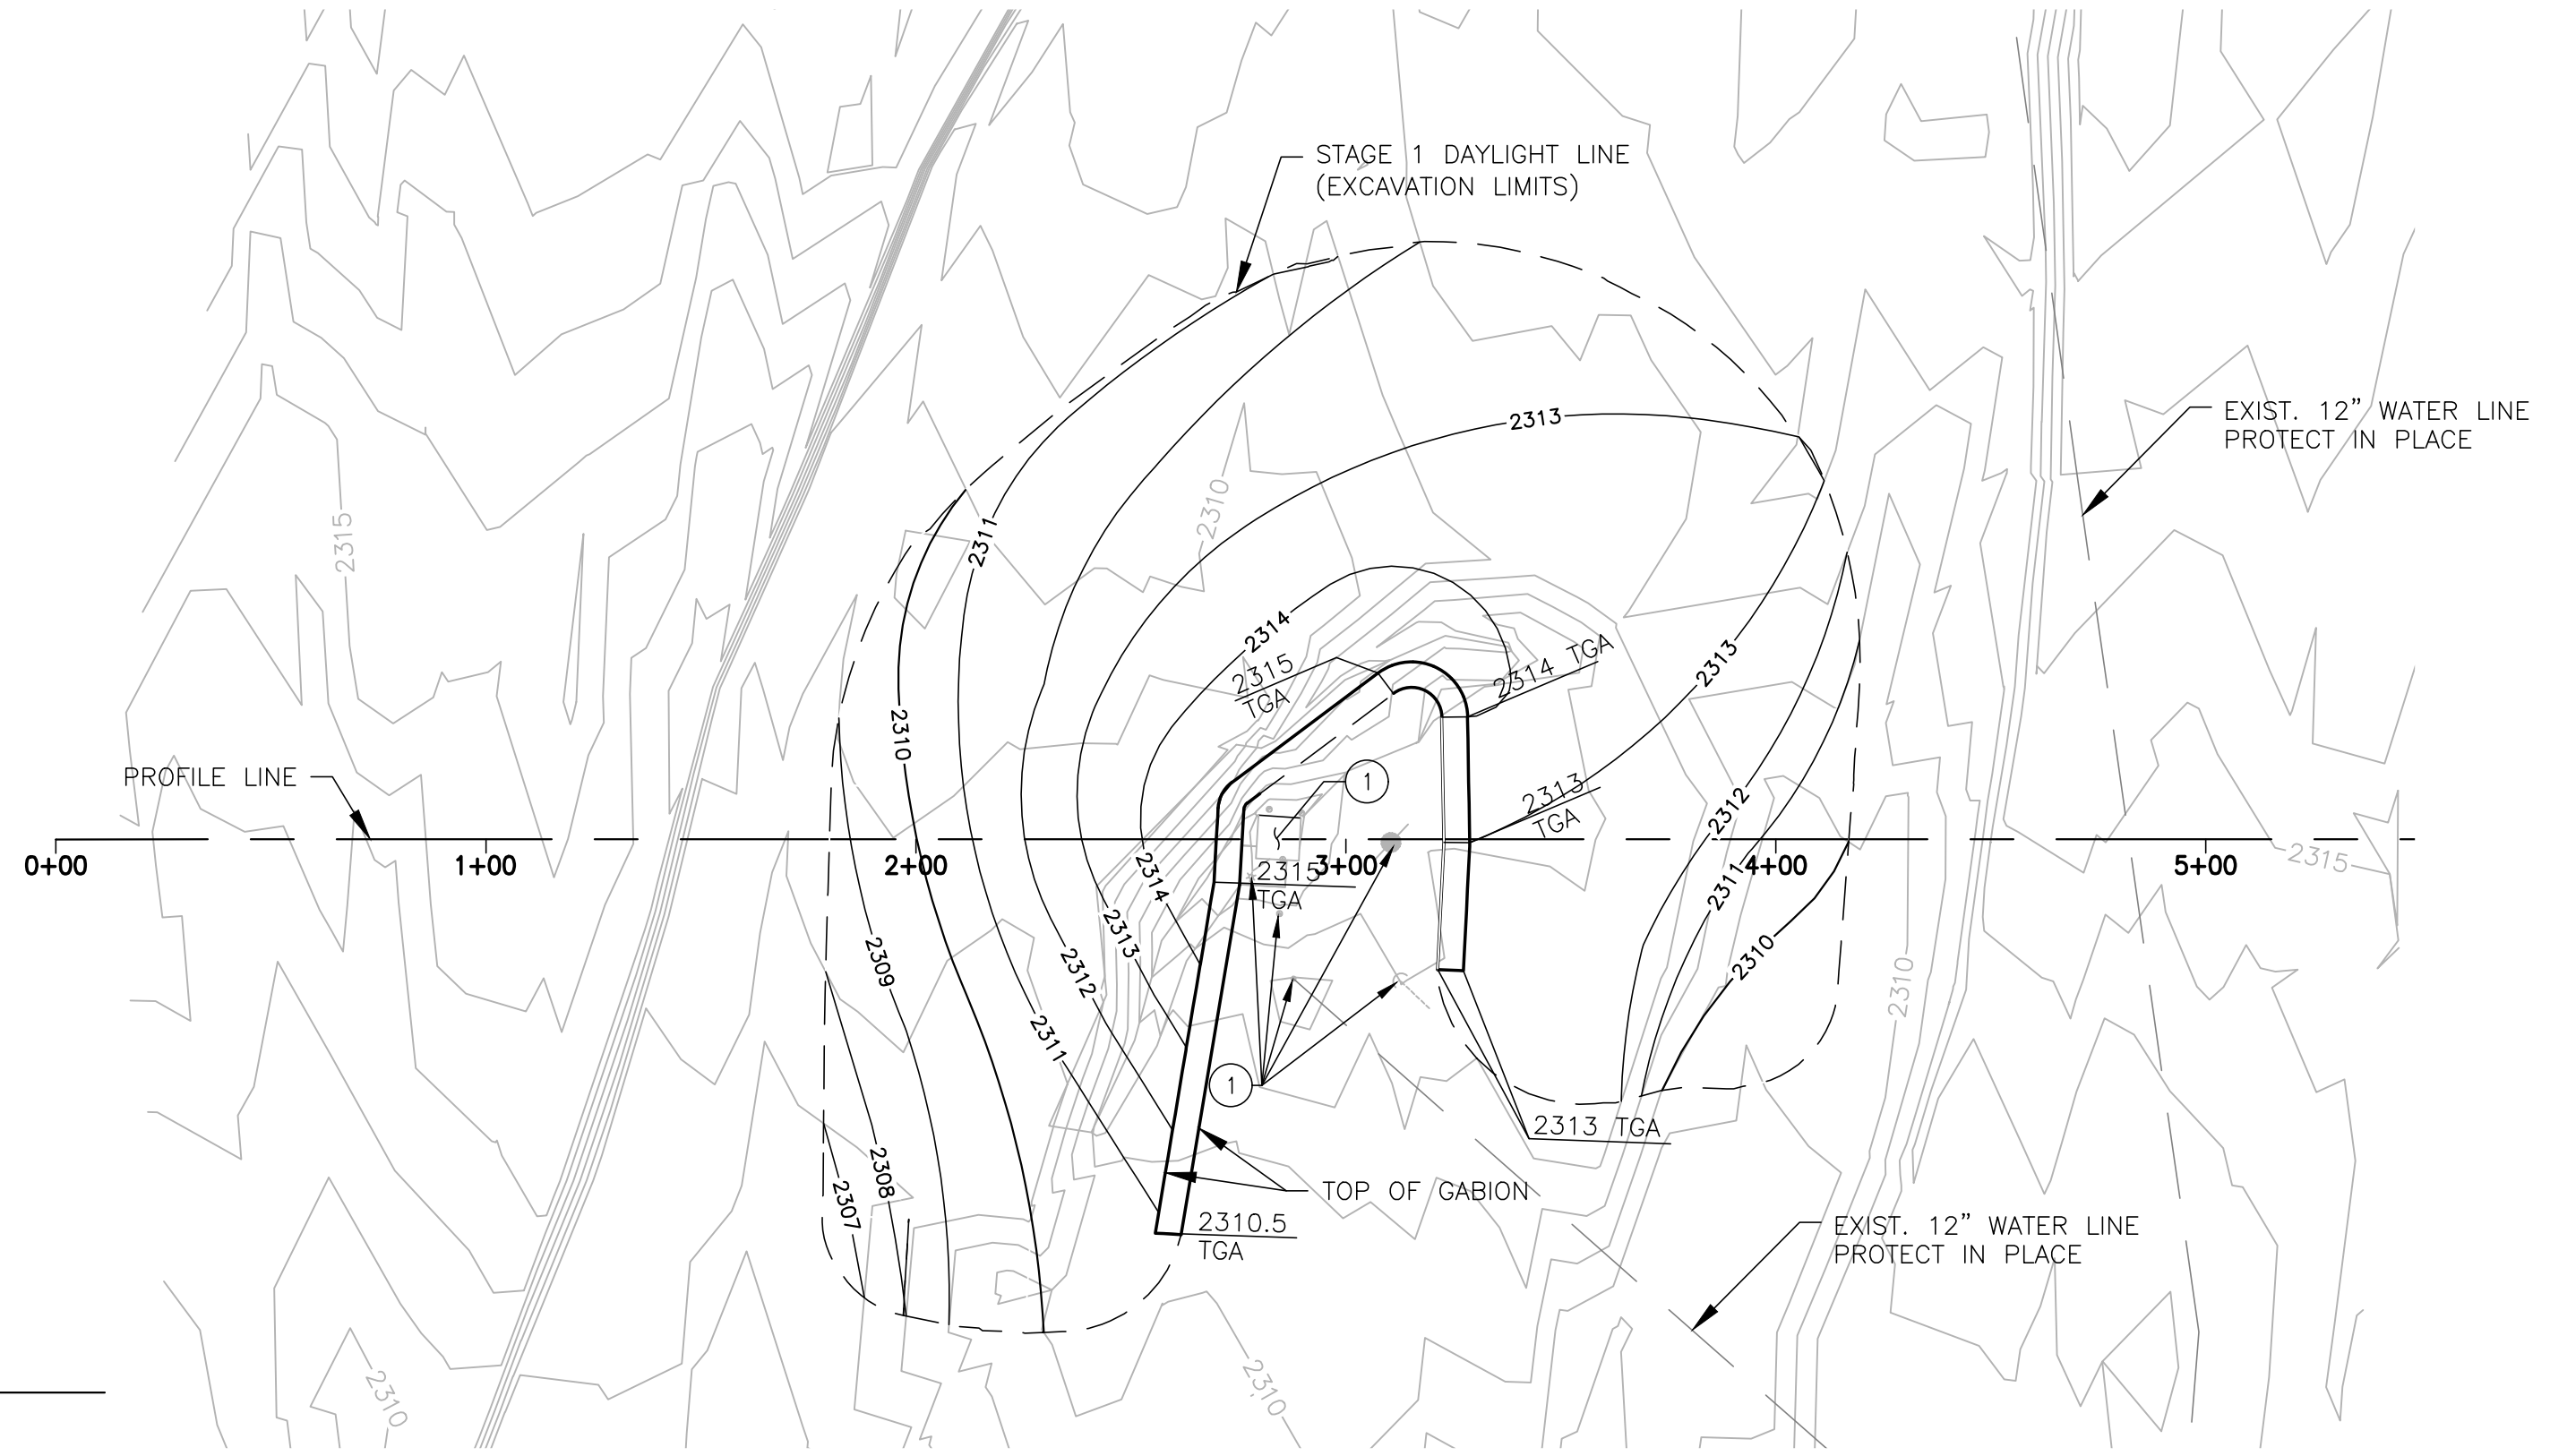 STAGE 1 DAYLIGHT LINE
(EXCAVATION LIMITS)
EXIST. 12” WATER LINE
PROTECT IN PLACE
2313
2310
2311
2315
2314
2315
TGA
2314 TGA
2313
2310
PROFILE LINE
1
2313
TGA
2312
0+00
1+00
2+00
3+00
4+00
5+00
2315
2314
2315
TGA
2311
2313
2309
2312
2310
2310
2311
1
2313 TGA
2308
2307
TOP OF GABION
2310.5
TGA
EXIST. 12” WATER LINE
PROTECT IN PLACE
2310
2310